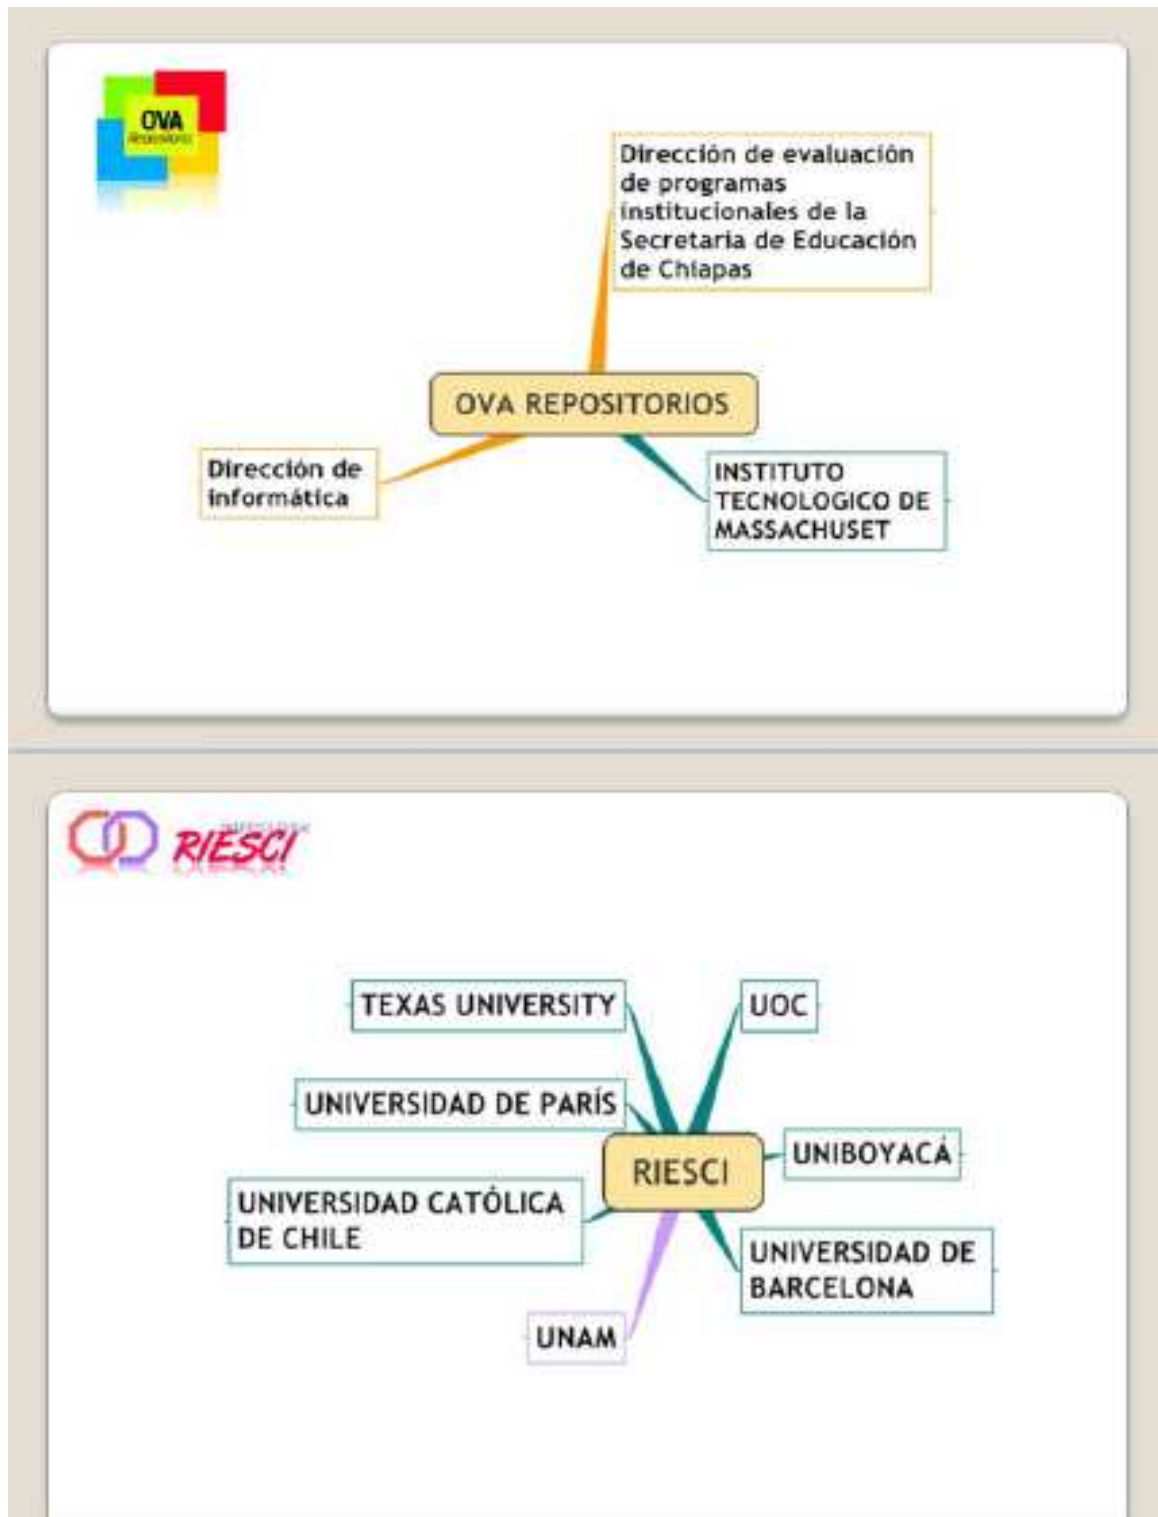 OVA
Repositorios
Dirección de evaluación
de programas
institucionales de la
Secretaria de Educación
de Chiapas
OVA REPOSITORIOS
Dirección de
informática
INSTITUTO
TECNOLOGICO DE
MASSACHUSET
RIESCI
TEXAS UNIVERSITY
UOC
UNIVERSIDAD DE PARÍS
UNIBOYACÁ
RIESCI
UNIVERSIDAD CATÓLICA
DE CHILE
UNIVERSIDAD DE
BARCELONA
UNAM